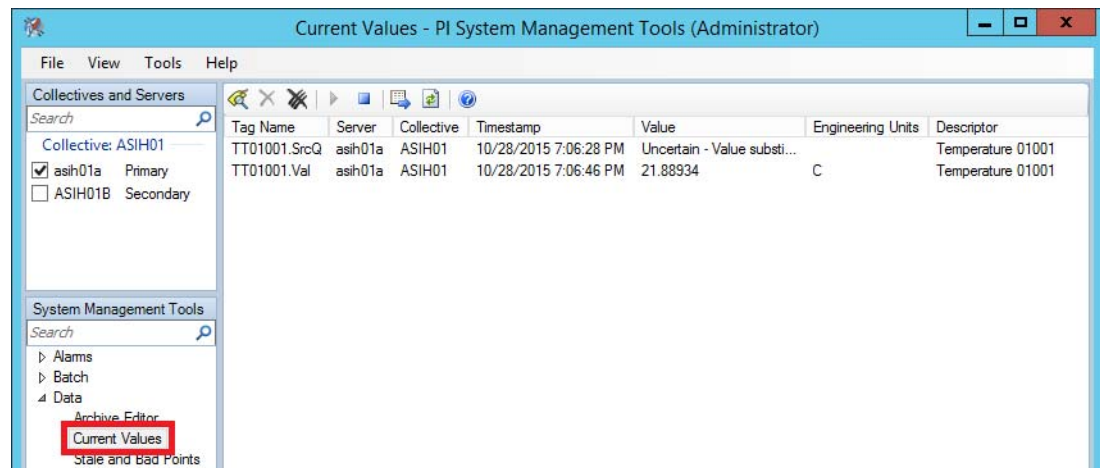 Current Values - PI System Management Tools (Administrator)
File View Tools Help
Collectives and Servers
Search
Collective: ASIH01
asih01a Primary
ASIH01B Secondary
Tag Name Server Collective Timestamp Value Engineering Units Descriptor
TT01001.SrcQ asih01a ASIH01 10/28/2015 7:06:28 PM Uncertain - Value substi... Temperature 01001
TT01001.Val asih01a ASIH01 10/28/2015 7:06:46 PM 21.88934 C Temperature 01001
System Management Tools
Search
Alarms
Batch
Data
Archive Editor
Current Values
Stale and Bad Points